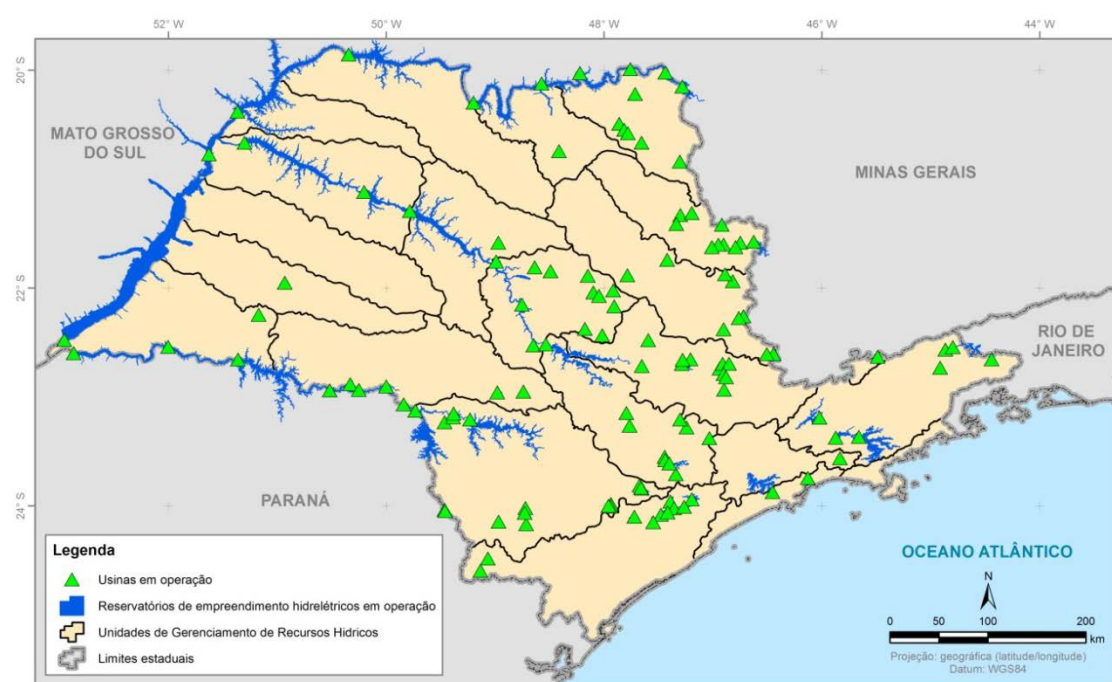 52° W
50° W
48° W
46° W
44° W
20° S
MATO GROSSO
DO SUL
MINAS GERAIS
22° S
RIO DE
JANEIRO
PARANÁ
24° S
OCEANO ATLÂNTICO
N
Legenda
Usinas em operação
Reservatórios de empreendimento hidrelétricos em operação
Unidades de Gerenciamento de Recursos Hidricos
Limites estaduais
0 50 100 200
km
Projeção: geográfica (latitude/longitude)
Datum: WGS84